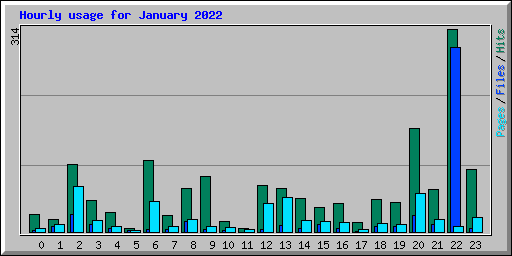 Hourly usage for January 2022
314
Pages/Files/Hits
0 1 2 3 4 5 6 7 8 9 10 11 12 13 14 15 16 17 18 19 20 21 22 23